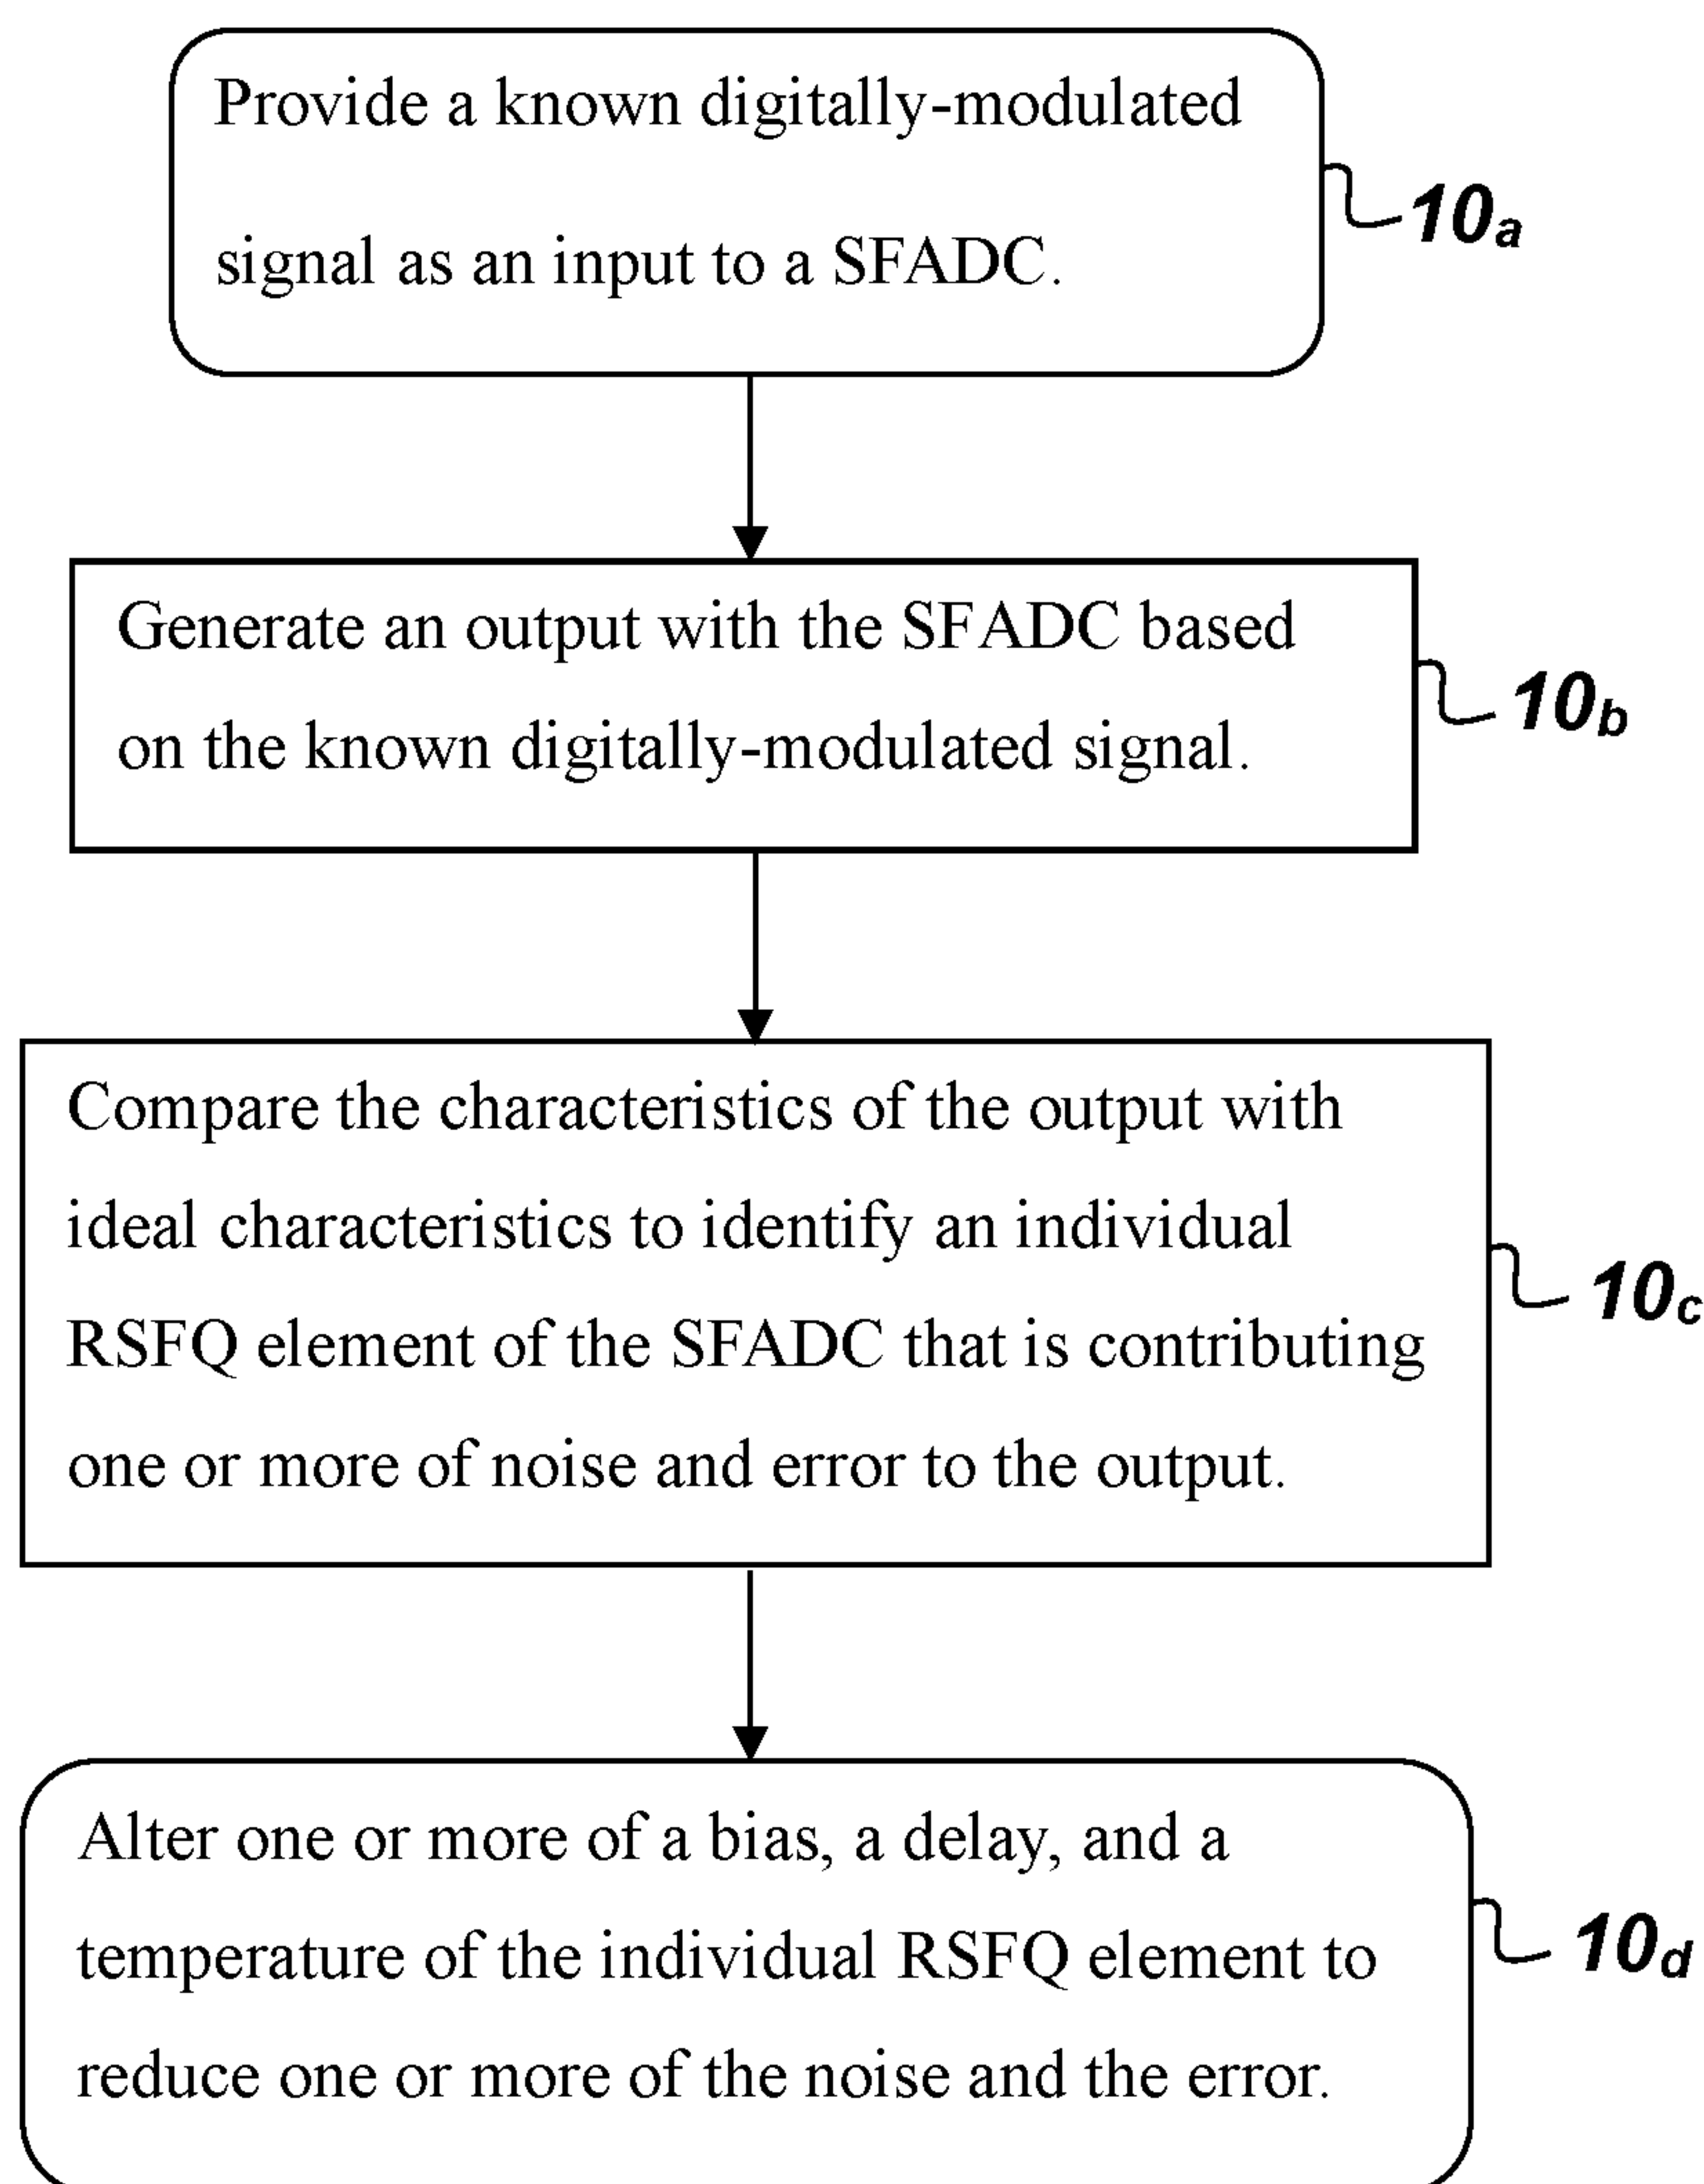 Provide a known digitally-modulated
signal as an input to a SFADC.
10a
Generate an output with the SFADC based
on the known digitally-modulated signal.
10b
Compare the characteristics of the output with
ideal characteristics to identify an individual
RSFQ element of the SFADC that is contributing
one or more of noise and error to the output.
10c
Alter one or more of a bias, a delay, and a
temperature of the individual RSFQ element to
reduce one or more of the noise and the error.
10d